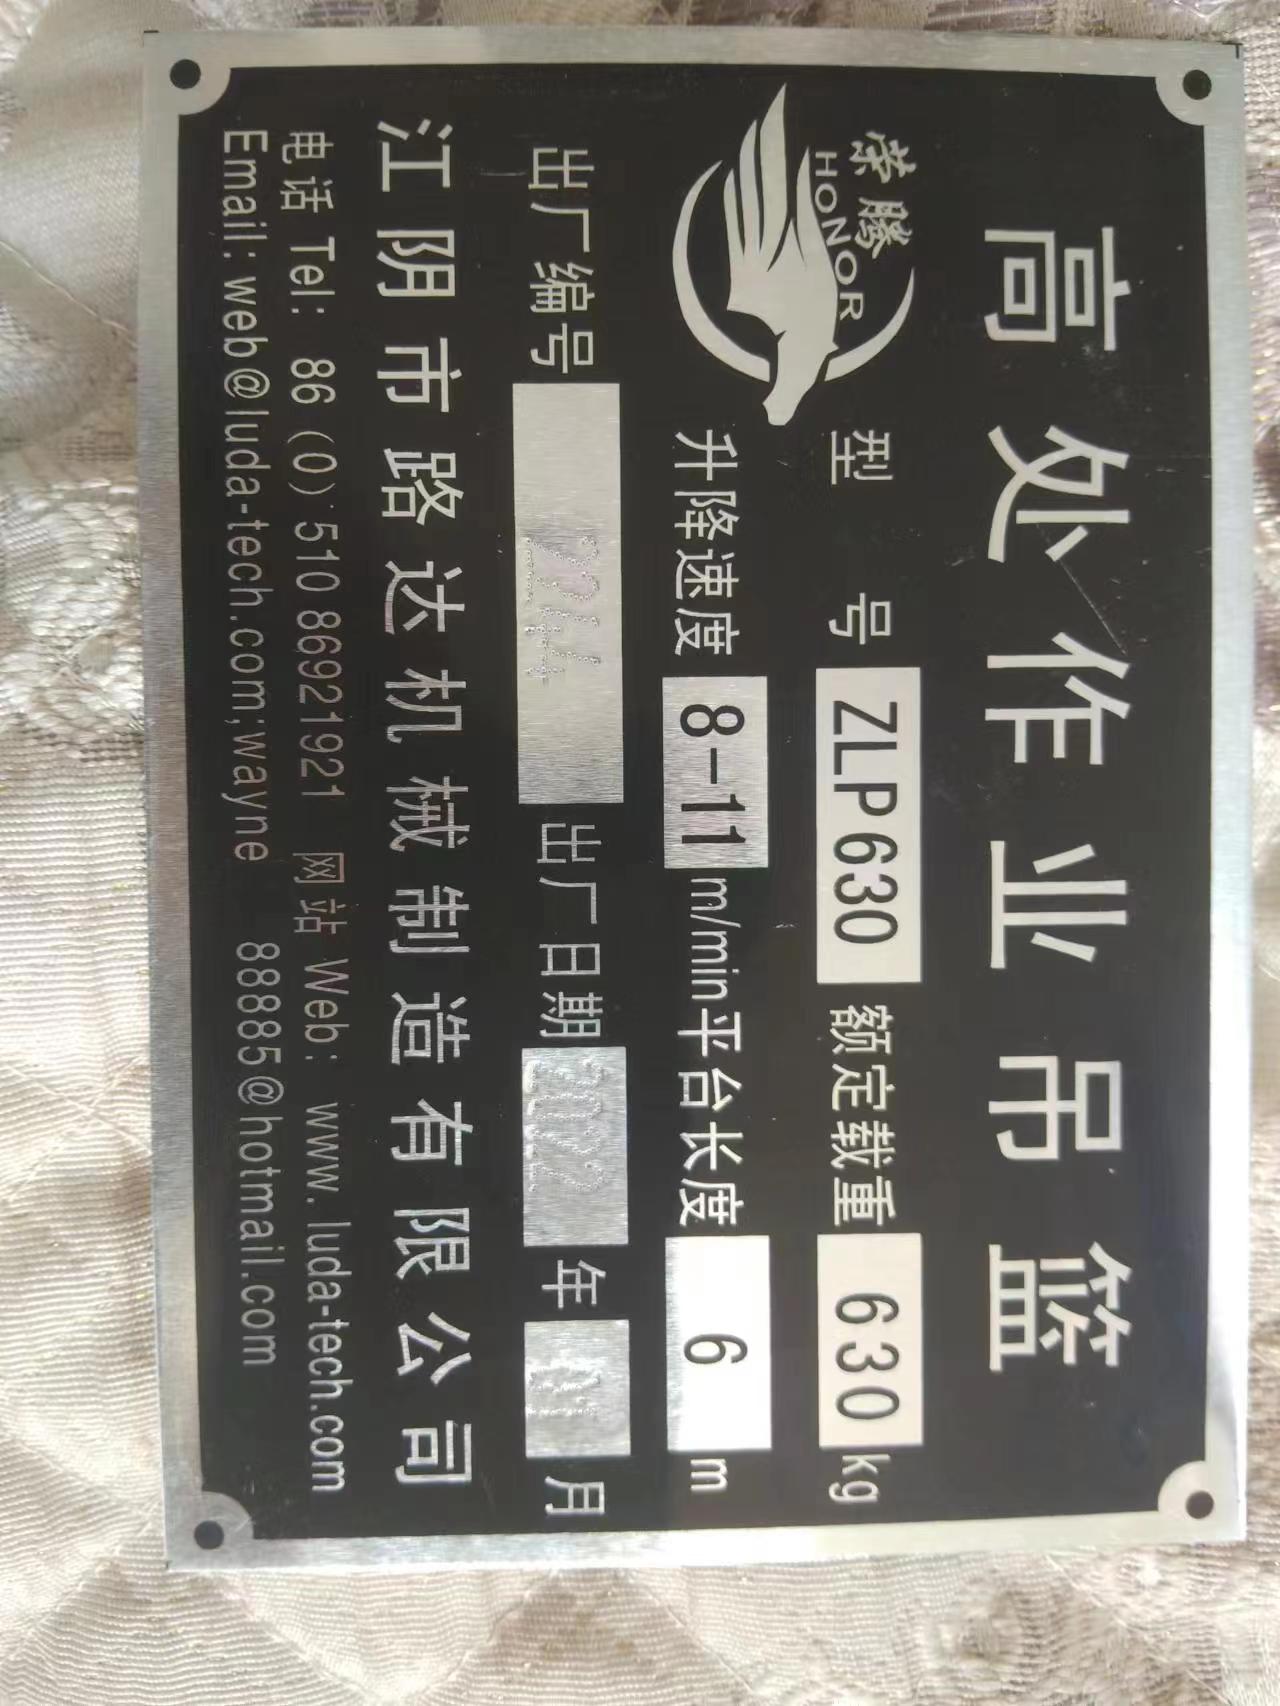 高处作业吊篮
荣腾
HONOR
型 号 ZLP630 额定载重 630 kg
升降速度 8-11 m/min 平台长度 6 m
出厂编号 2244 出厂日期 2022 年 月
江阴市路达机械制造有限公司
电话 Tel: 86 (0) 510 86921921 网站 Web: www.luda-tech.com
Email: web@luda-tech.com;wayne 88885@hotmail.com